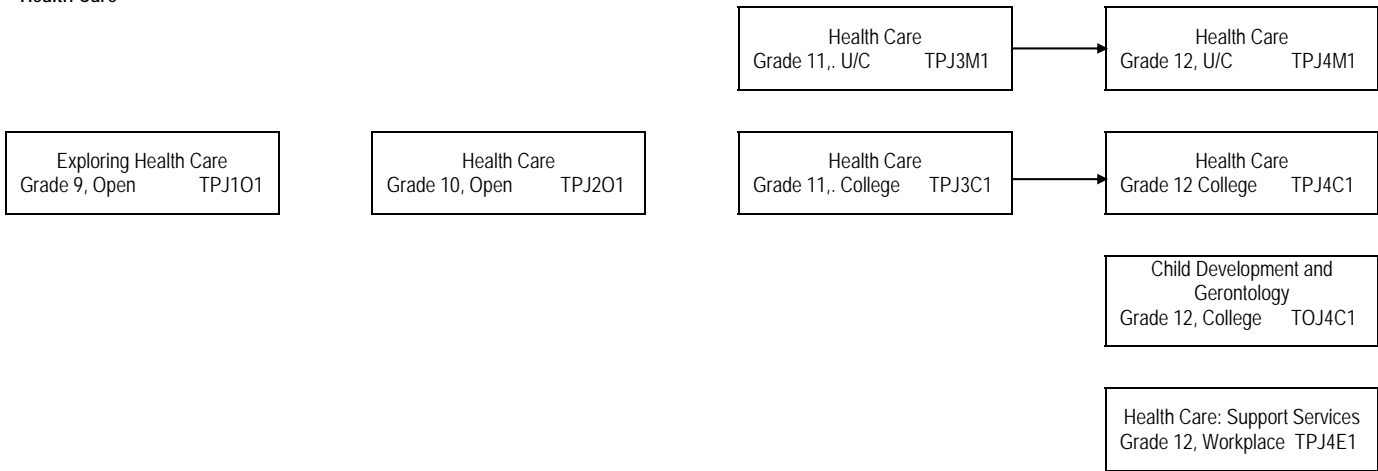 Health Care
Health Care
Grade 11,. U/C TPJ3M1
Health Care
Grade 12, U/C TPJ4M1
Exploring Health Care
Grade 9, Open TPJ1O1
Health Care
Grade 10, Open TPJ2O1
Health Care
Grade 11,. College TPJ3C1
Health Care
Grade 12 College TPJ4C1
Child Development and
Gerontology
Grade 12, College TOJ4C1
Health Care: Support Services
Grade 12, Workplace TPJ4E1